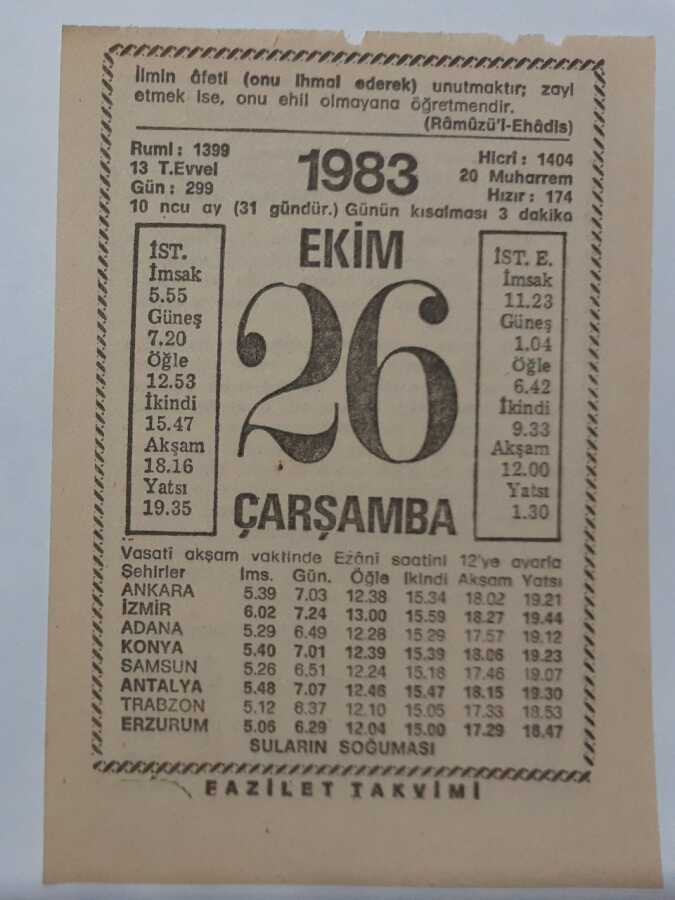 İlmin âfeti (onu ihmal ederek) unutmaktır; zayi
etmek ise, onu ehil olmayana öğretmendir.
(Râmûzü'l-Ehâdîs)
Rumî: 1399
13 T.Evvel
Gün: 299
1983
Hicrî: 1404
20 Muharrem
Hızır: 174
10 ncu ay (31 gündür.) Günün kısalması 3 dakika
İST.
İmsak
5.55
Güneş
7.20
Öğle
12.53
İkindi
15.47
Akşam
18.16
Yatsı
19.35
EKİM
26
ÇARŞAMBA
İST. E.
İmsak
11.23
Güneş
1.04
Öğle
6.42
İkindi
9.33
Akşam
12.00
Yatsı
1.30
Vasatî akşam vaktinde Ezânî saatini 12'ye ayarla
Şehirler İms. Gün. Öğle İkindi Akşam Yatsı
ANKARA 5.39 7.03 12.38 15.34 18.02 19.21
İZMİR 6.02 7.24 13.00 15.59 18.27 19.44
ADANA 5.29 6.49 12.28 15.29 17.57 19.12
KONYA 5.40 7.01 12.39 15.39 18.06 19.23
SAMSUN 5.26 6.51 12.24 15.18 17.46 19.07
ANTALYA 5.48 7.07 12.46 15.47 18.15 19.30
TRABZON 5.12 6.37 12.10 15.05 17.33 18.53
ERZURUM 5.06 6.29 12.04 15.00 17.29 18.47
SULARIN SOĞUMASI
FAZİLET TAKVİMİ